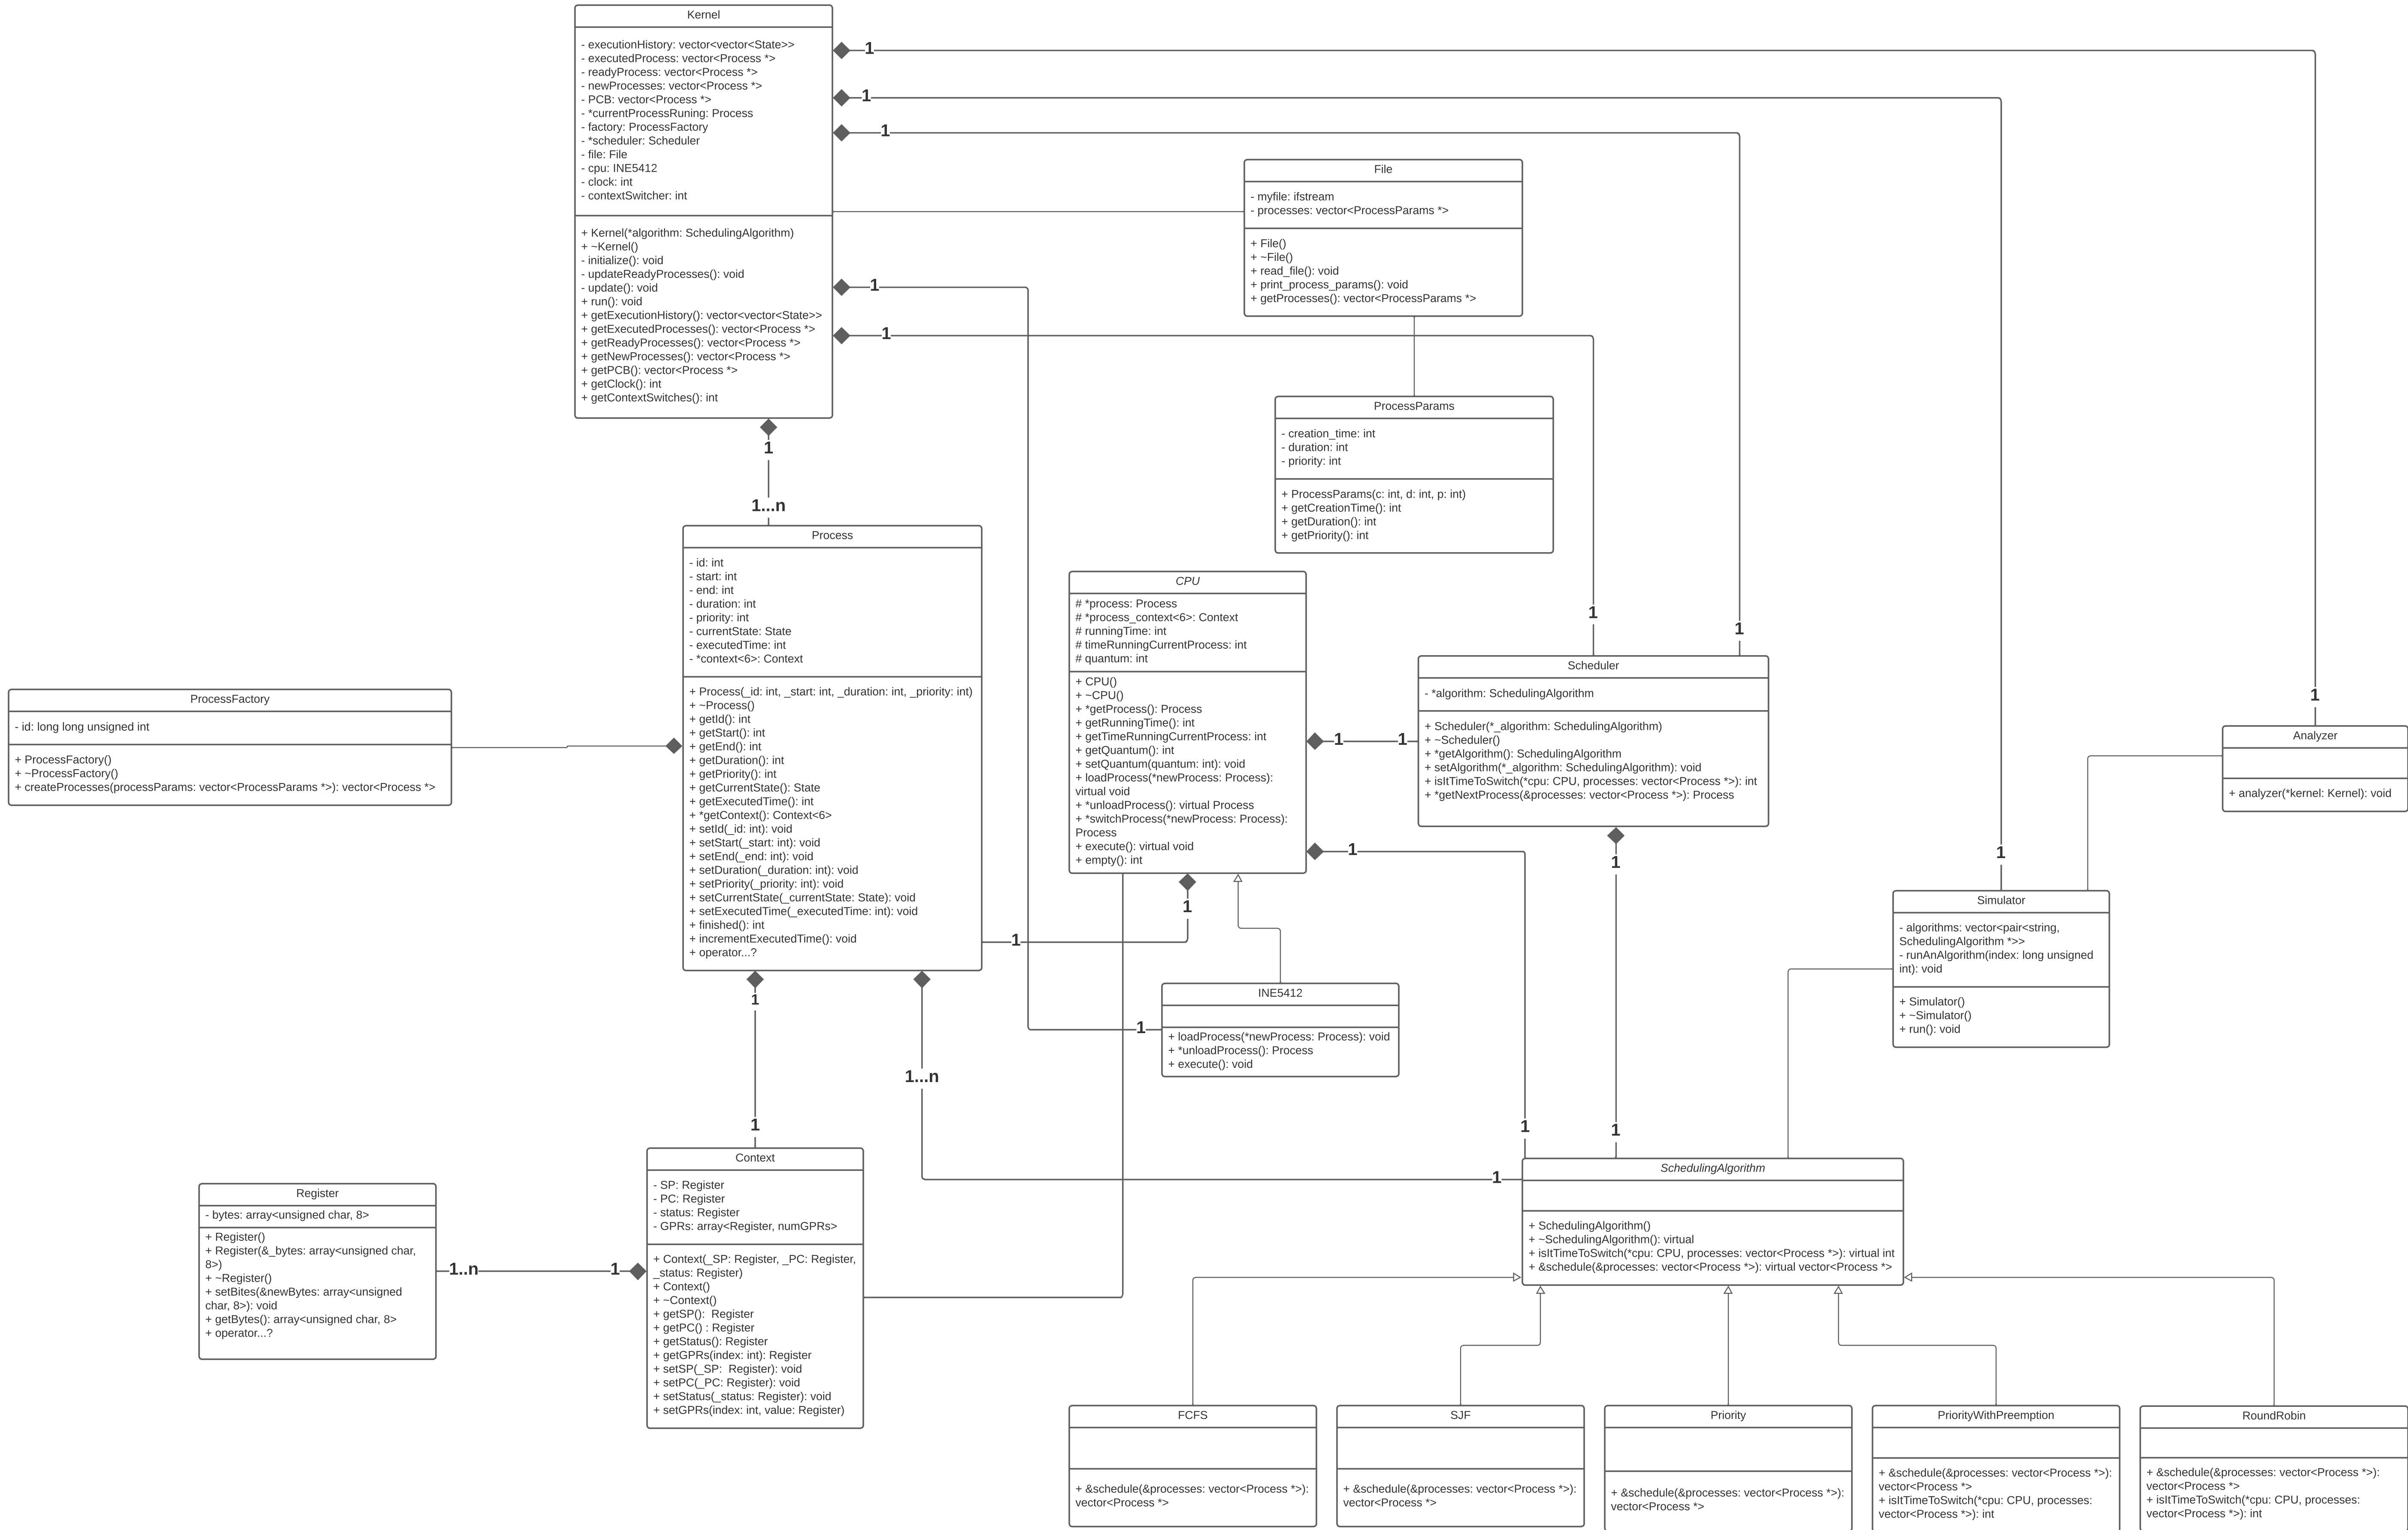 Kernel
- executionHistory: vector<vector<State>>
- executedProcess: vector<Process *>
- readyProcess: vector<Process *>
- newProcesses: vector<Process *>
- PCB: vector<Process *>
- *currentProcessRuning: Process
- factory: ProcessFactory
- *scheduler: Scheduler
- file: File
- cpu: INE5412
- clock: int
- contextSwitcher: int
+ Kernel(*algorithm: SchedulingAlgorithm)
+ ~Kernel()
- initialize(): void
- updateReadyProcesses(): void
- update(): void
+ run(): void
+ getExecutionHistory(): vector<vector<State>>
+ getExecutedProcesses(): vector<Process *>
+ getReadyProcesses(): vector<Process *>
+ getNewProcesses(): vector<Process *>
+ getPCB(): vector<Process *>
+ getClock(): int
+ getContextSwitches(): int
1
1
1
1
1
1
1...n
File
- myfile: ifstream
- processes: vector<ProcessParams *>
+ File()
+ ~File()
+ read_file(): void
+ print_process_params(): void
+ getProcesses(): vector<ProcessParams *>
ProcessParams
- creation_time: int
- duration: int
- priority: int
+ ProcessParams(c: int, d: int, p: int)
+ getCreationTime(): int
+ getDuration(): int
+ getPriority(): int
Process
- id: int
- start: int
- end: int
- duration: int
- priority: int
- currentState: State
- executedTime: int
- *context<6>: Context
+ Process(_id: int, _start: int, _duration: int, _priority: int)
+ ~Process()
+ getId(): int
+ getStart(): int
+ getEnd(): int
+ getDuration(): int
+ getPriority(): int
+ getCurrentState(): State
+ getExecutedTime(): int
+ *getContext(): Context<6>
+ setId(_id: int): void
+ setStart(_start: int): void
+ setEnd(_end: int): void
+ setDuration(_duration: int): void
+ setPriority(_priority: int): void
+ setCurrentState(_currentState: State): void
+ setExecutedTime(_executedTime: int): void
+ finished(): int
+ incrementExecutedTime(): void
+ operator...?
CPU
# *process: Process
# *process_context<6>: Context
# runningTime: int
# timeRunningCurrentProcess: int
# quantum: int
+ CPU()
+ ~CPU()
+ *getProcess(): Process
+ getRunningTime(): int
+ getTimeRunningCurrentProcess: int
+ getQuantum(): int
+ setQuantum(quantum: int): void
+ loadProcess(*newProcess: Process):
virtual void
+ *unloadProcess(): virtual Process
+ *switchProcess(*newProcess: Process):
Process
+ execute(): virtual void
+ empty(): int
1
1
Scheduler
- *algorithm: SchedulingAlgorithm
+ Scheduler(*_algorithm: SchedulingAlgorithm)
+ ~Scheduler()
+ *getAlgorithm(): SchedulingAlgorithm
+ setAlgorithm(*_algorithm: SchedulingAlgorithm): void
+ isItTimeToSwitch(*cpu: CPU, processes: vector<Process *>): int
+ *getNextProcess(&processes: vector<Process *>): Process
ProcessFactory
- id: long long unsigned int
+ ProcessFactory()
+ ~ProcessFactory()
+ createProcesses(processParams: vector<ProcessParams *>): vector<Process *>
1
Analyzer
+ analyzer(*kernel: Kernel): void
1
1
1
1
1
1
1
1
Simulator
- algorithms: vector<pair<string,
SchedulingAlgorithm *>>
- runAnAlgorithm(index: long unsigned
int): void
+ Simulator()
+ ~Simulator()
+ run(): void
INE5412
+ loadProcess(*newProcess: Process): void
+ *unloadProcess(): Process
+ execute(): void
1
1
1...n
1
1
1
1
Context
- SP: Register
- PC: Register
- status: Register
- GPRs: array<Register, numGPRs>
+ Context(_SP: Register, _PC: Register,
_status: Register)
+ Context()
+ ~Context()
+ getSP():  Register
+ getPC() : Register
+ getStatus(): Register
+ getGPRs(index: int): Register
+ setSP(_SP:  Register): void
+ setPC(_PC: Register): void
+ setStatus(_status: Register): void
+ setGPRs(index: int, value: Register)
Register
- bytes: array<unsigned char, 8>
+ Register()
+ Register(&_bytes: array<unsigned char,
8>)
+ ~Register()
+ setBites(&newBytes: array<unsigned
char, 8>): void
+ getBytes(): array<unsigned char, 8>
+ operator...?
1..n
1
SchedulingAlgorithm
+ SchedulingAlgorithm()
+ ~SchedulingAlgorithm(): virtual
+ isItTimeToSwitch(*cpu: CPU, processes: vector<Process *>): virtual int
+ &schedule(&processes: vector<Process *>): virtual vector<Process *>
FCFS
+ &schedule(&processes: vector<Process *>):
vector<Process *>
SJF
+ &schedule(&processes: vector<Process *>):
vector<Process *>
Priority
+ &schedule(&processes: vector<Process *>):
vector<Process *>
PriorityWithPreemption
+ &schedule(&processes: vector<Process *>):
vector<Process *>
+ isItTimeToSwitch(*cpu: CPU, processes:
vector<Process *>): int
RoundRobin
+ &schedule(&processes: vector<Process *>):
vector<Process *>
+ isItTimeToSwitch(*cpu: CPU, processes:
vector<Process *>): int